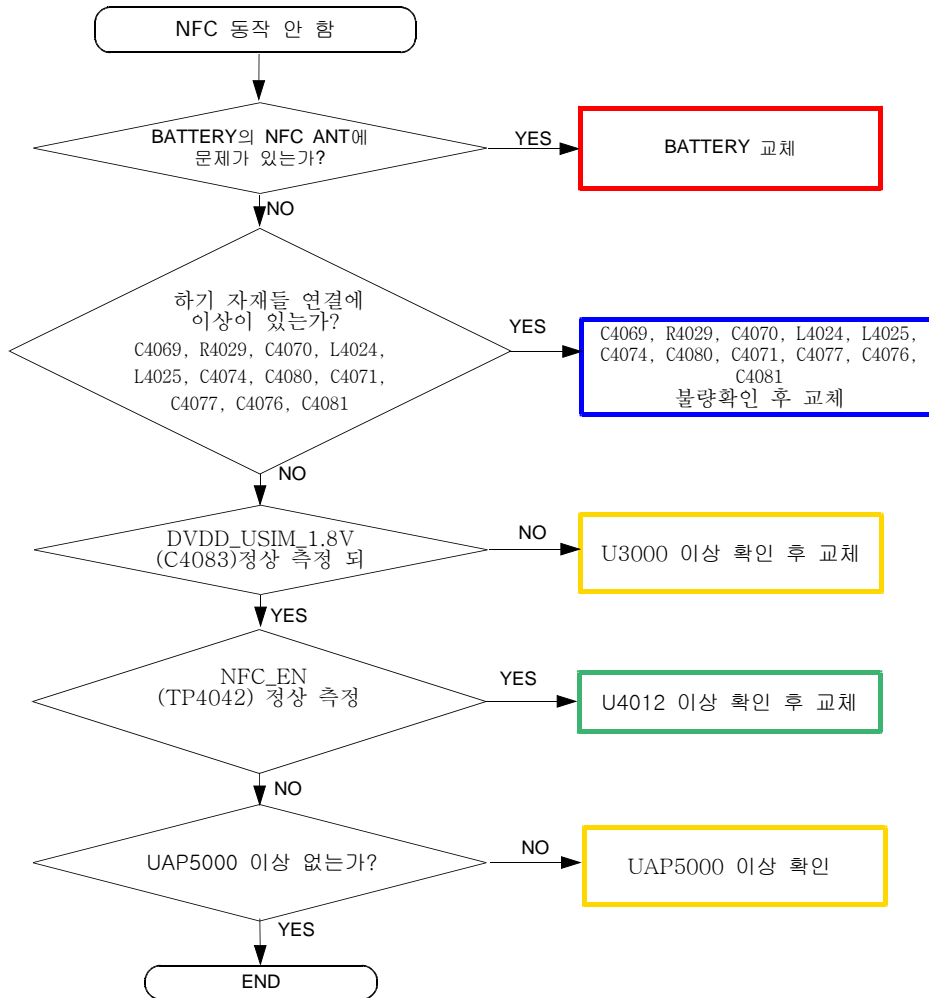 NFC 동작 안 함
BATTERY의 NFC ANT에
문제가 있는가?
YES
BATTERY 교체
NO
하기 자재들 연결에
이상이 있는가?
C4069, R4029, C4070, L4024,
L4025, C4074, C4080, C4071,
C4077, C4076, C4081
YES
C4069, R4029, C4070, L4024, L4025,
C4074, C4080, C4071, C4077, C4076,
C4081
불량확인 후 교체
NO
DVDD_USIM_1.8V
(C4083)정상 측정 되
NO
U3000 이상 확인 후 교체
YES
NFC_EN
(TP4042) 정상 측정
YES
U4012 이상 확인 후 교체
NO
UAP5000 이상 없는가?
NO
UAP5000 이상 확인
YES
END